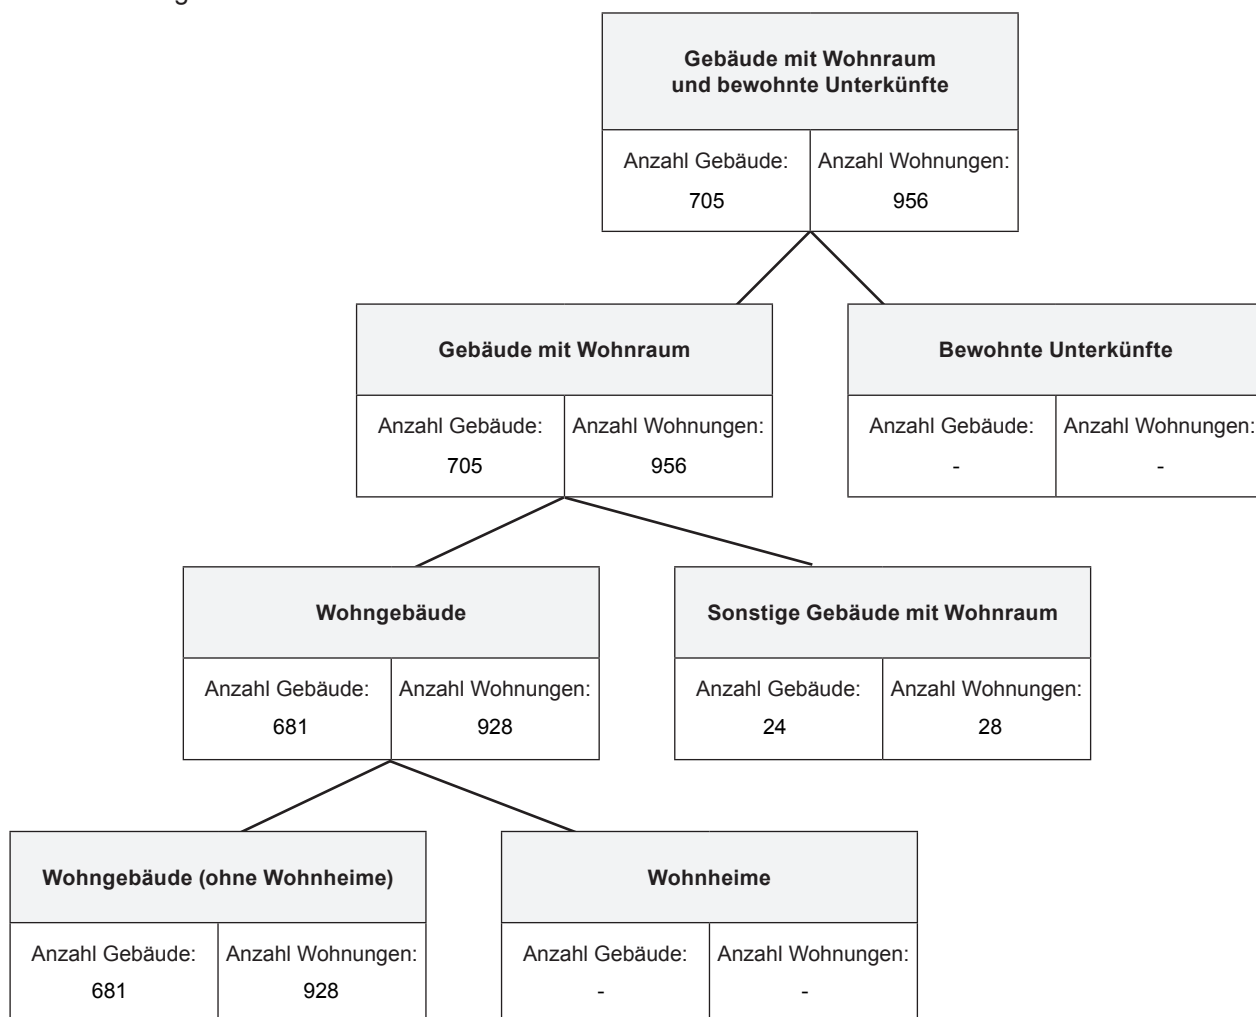 Gebäude mit Wohnraum
und bewohnte Unterkünfte
Anzahl Gebäude: Anzahl Wohnungen:
705 956
Gebäude mit Wohnraum
Anzahl Gebäude: Anzahl Wohnungen:
705 956
Bewohnte Unterkünfte
Anzahl Gebäude: Anzahl Wohnungen:
- -
Wohngebäude
Anzahl Gebäude: Anzahl Wohnungen:
681 928
Sonstige Gebäude mit Wohnraum
Anzahl Gebäude: Anzahl Wohnungen:
24 28
Wohngebäude (ohne Wohnheime)
Anzahl Gebäude: Anzahl Wohnungen:
681 928
Wohnheime
Anzahl Gebäude: Anzahl Wohnungen:
- -